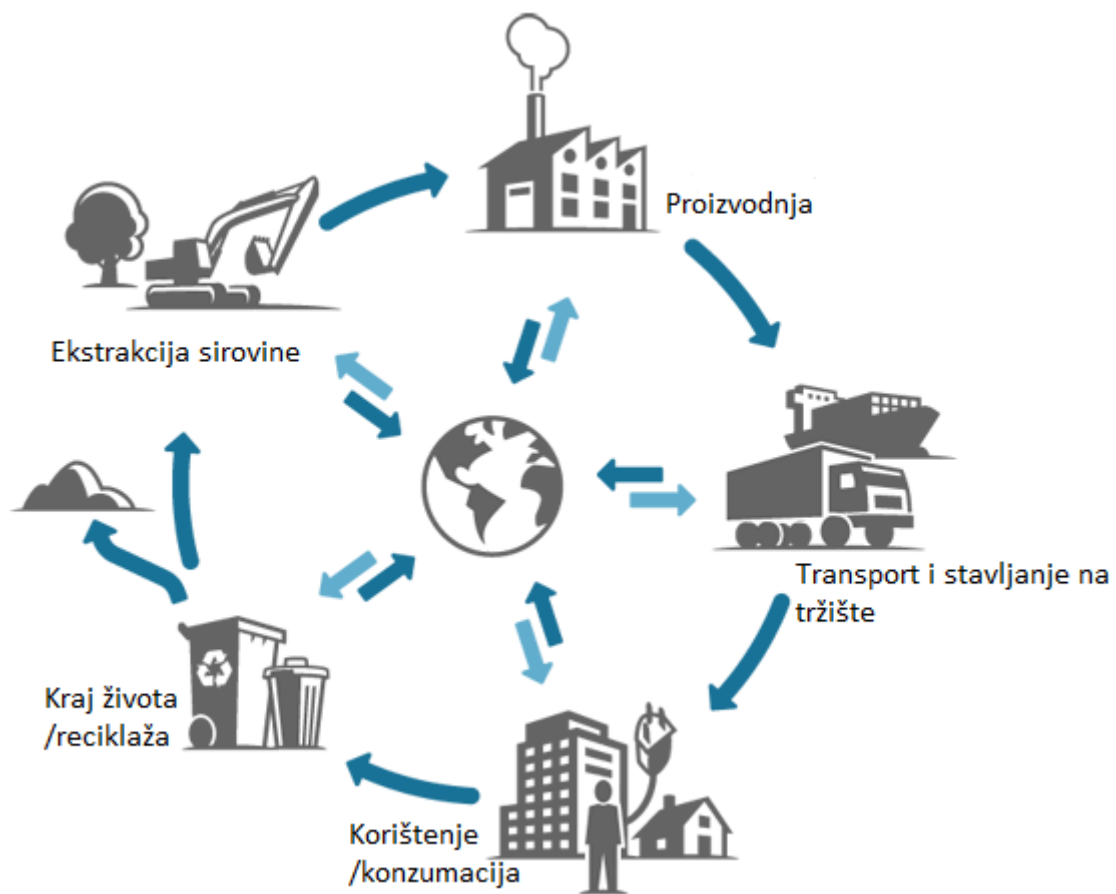 Proizvodnja
Ekstrakcija sirovine
Transport i stavljanje na
tržište
Kraj života
/reciklaža
Korištenje
/konzumacija